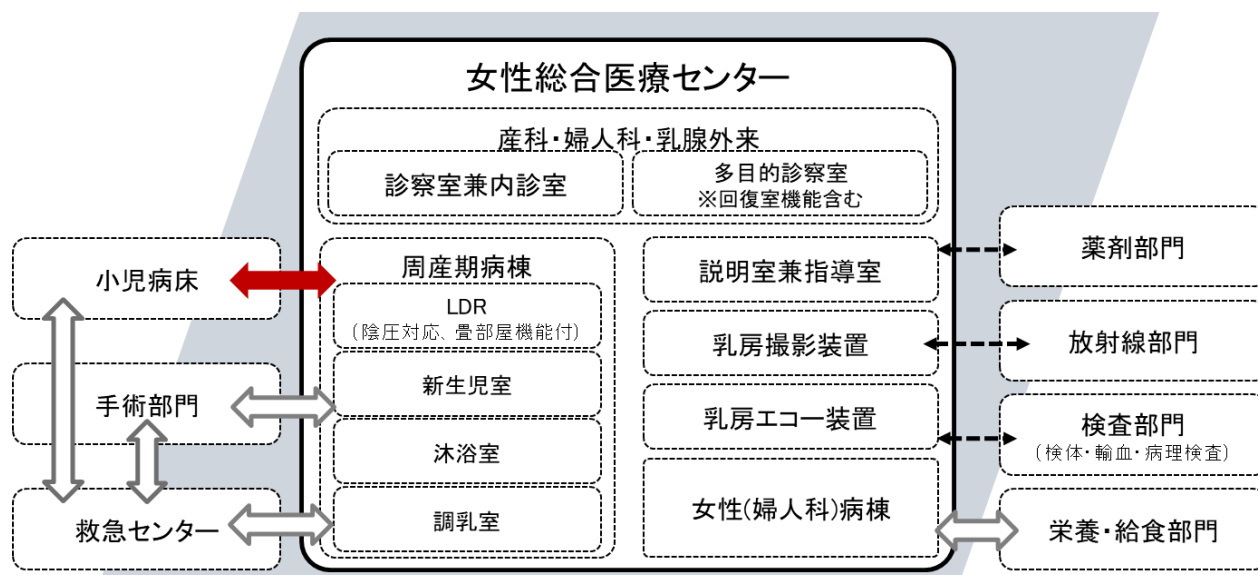 女性総合医療センター
産科・婦人科・乳腺外来
診察室兼内診室
多目的診察室
※回復室機能含む
小児病床
手術部門
救急センター
周産期病棟
LDR
(陰圧対応、畳部屋機能付)
新生児室
沐浴室
調乳室
説明室兼指導室
乳房撮影装置
乳房エコー装置
女性(婦人科)病棟
薬剤部門
放射線部門
検査部門
(検体・輸血・病理検査)
栄養・給食部門